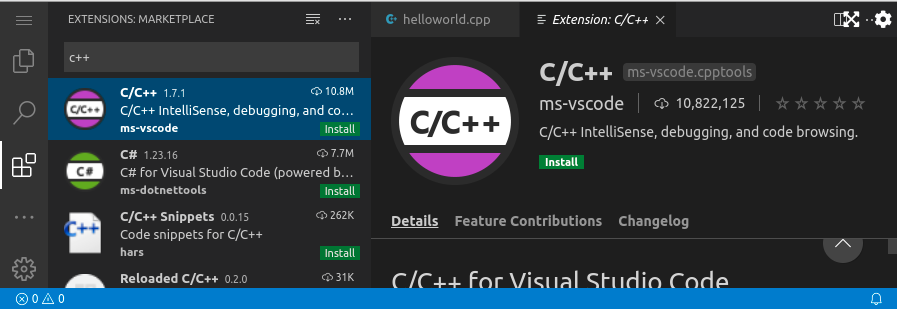 EXTENSIONS: MARKETPLACE
c++
C/C++ 1.7.1 10.8M
C/C++ IntelliSense, debugging, and co…
ms-vscode Install
C# 1.23.16 7.7M
C# for Visual Studio Code (powered b…
ms-dotnettools Install
C/C++ Snippets 0.0.15 262K
Code snippets for C/C++
hars Install
Reloaded C/C++ 0.2.0 31K
C/C++
C#
C++
helloworld.cpp
Extension: C/C++
C/C++
C/C++ ms-vscode.cpptools
ms-vscode 10,822,125
C/C++ IntelliSense, debugging, and code browsing.
Install
Details Feature Contributions Changelog
C/C++ for Visual Studio Code
0 0